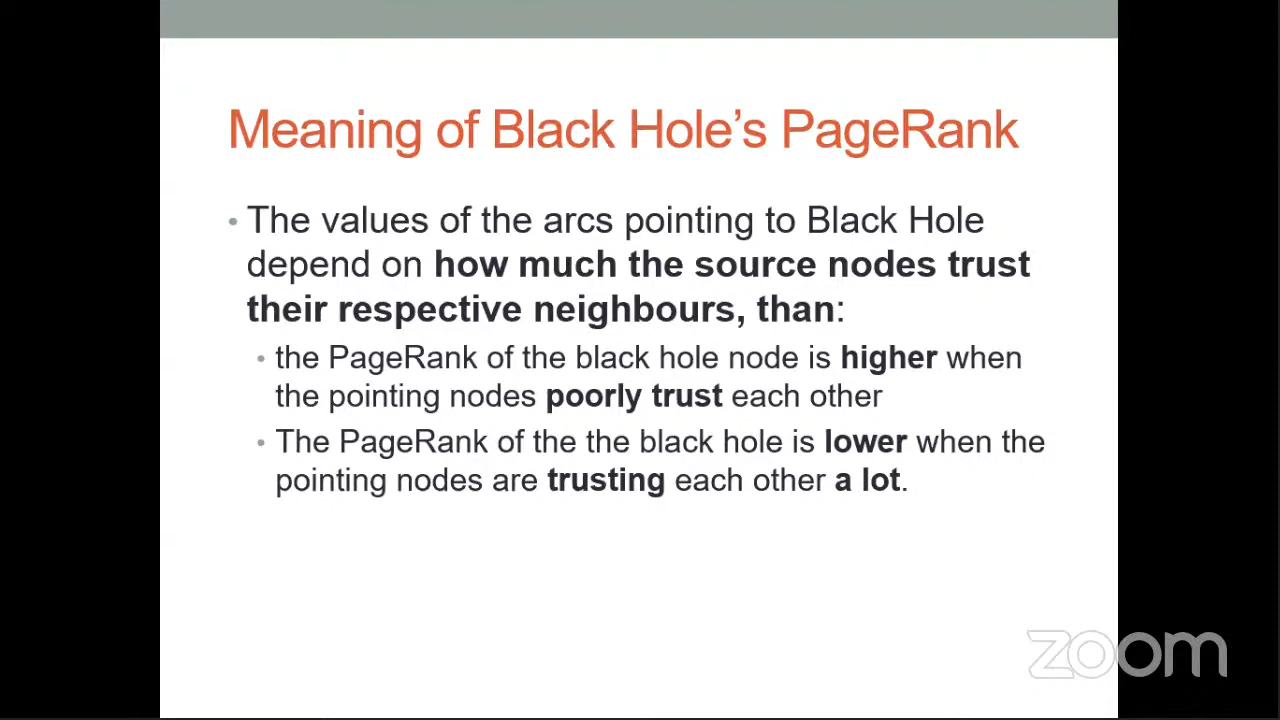 Meaning of Black Hole’s PageRank
• The values of the arcs pointing to Black Hole
depend on how much the source nodes trust
their respective neighbours, than:
• the PageRank of the black hole node is higher when
the pointing nodes poorly trust each other
• The PageRank of the the black hole is lower when the
pointing nodes are trusting each other a lot.
zoom